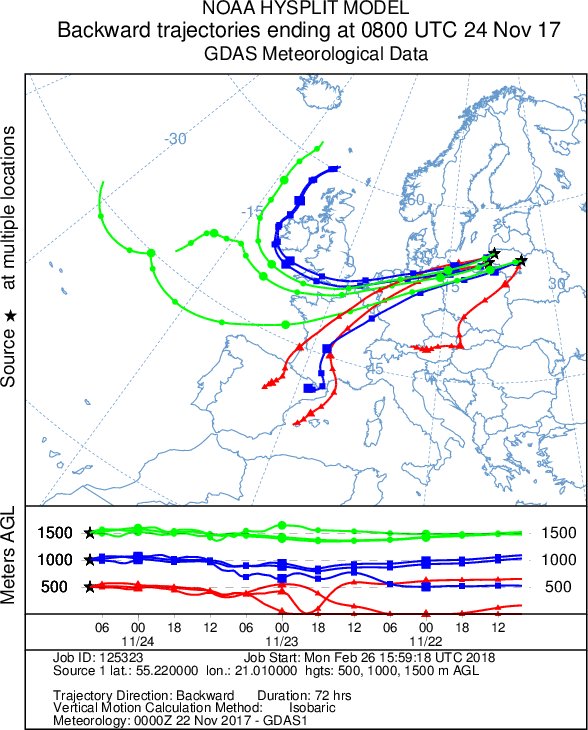 NOAA HYSPLIT MODEL
Backward trajectories ending at 0800 UTC 24 Nov 17
GDAS Meteorological Data
Source ★ at multiple locations
-30
-15
60
15
30
45
Meters AGL
1500 1500
1000 1000
500 500
06 00 18 12 06 00 18 12 06 00 18 12
11/24 11/23 11/22
Job ID: 125323 Job Start: Mon Feb 26 15:59:18 UTC 2018
Source 1 lat.: 55.220000 lon.: 21.010000 hgts: 500, 1000, 1500 m AGL
Trajectory Direction: Backward Duration: 72 hrs
Vertical Motion Calculation Method: Isobaric
Meteorology: 0000Z 22 Nov 2017 - GDAS1